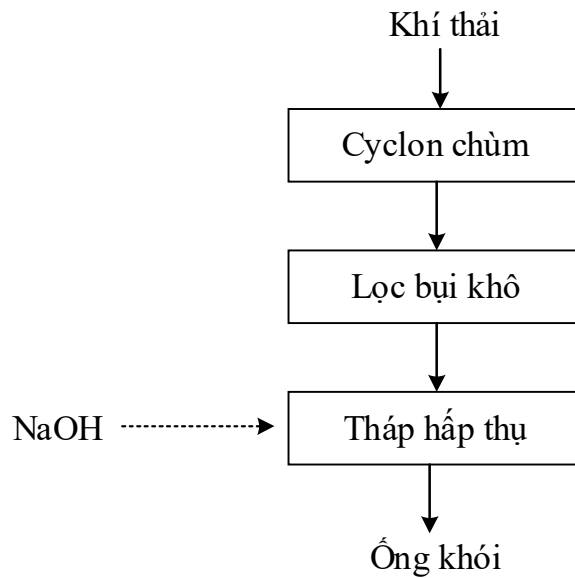 Khí thải
Cyclon chùm
Lọc bụi khô
NaOH
Tháp hấp thụ
Ống khói